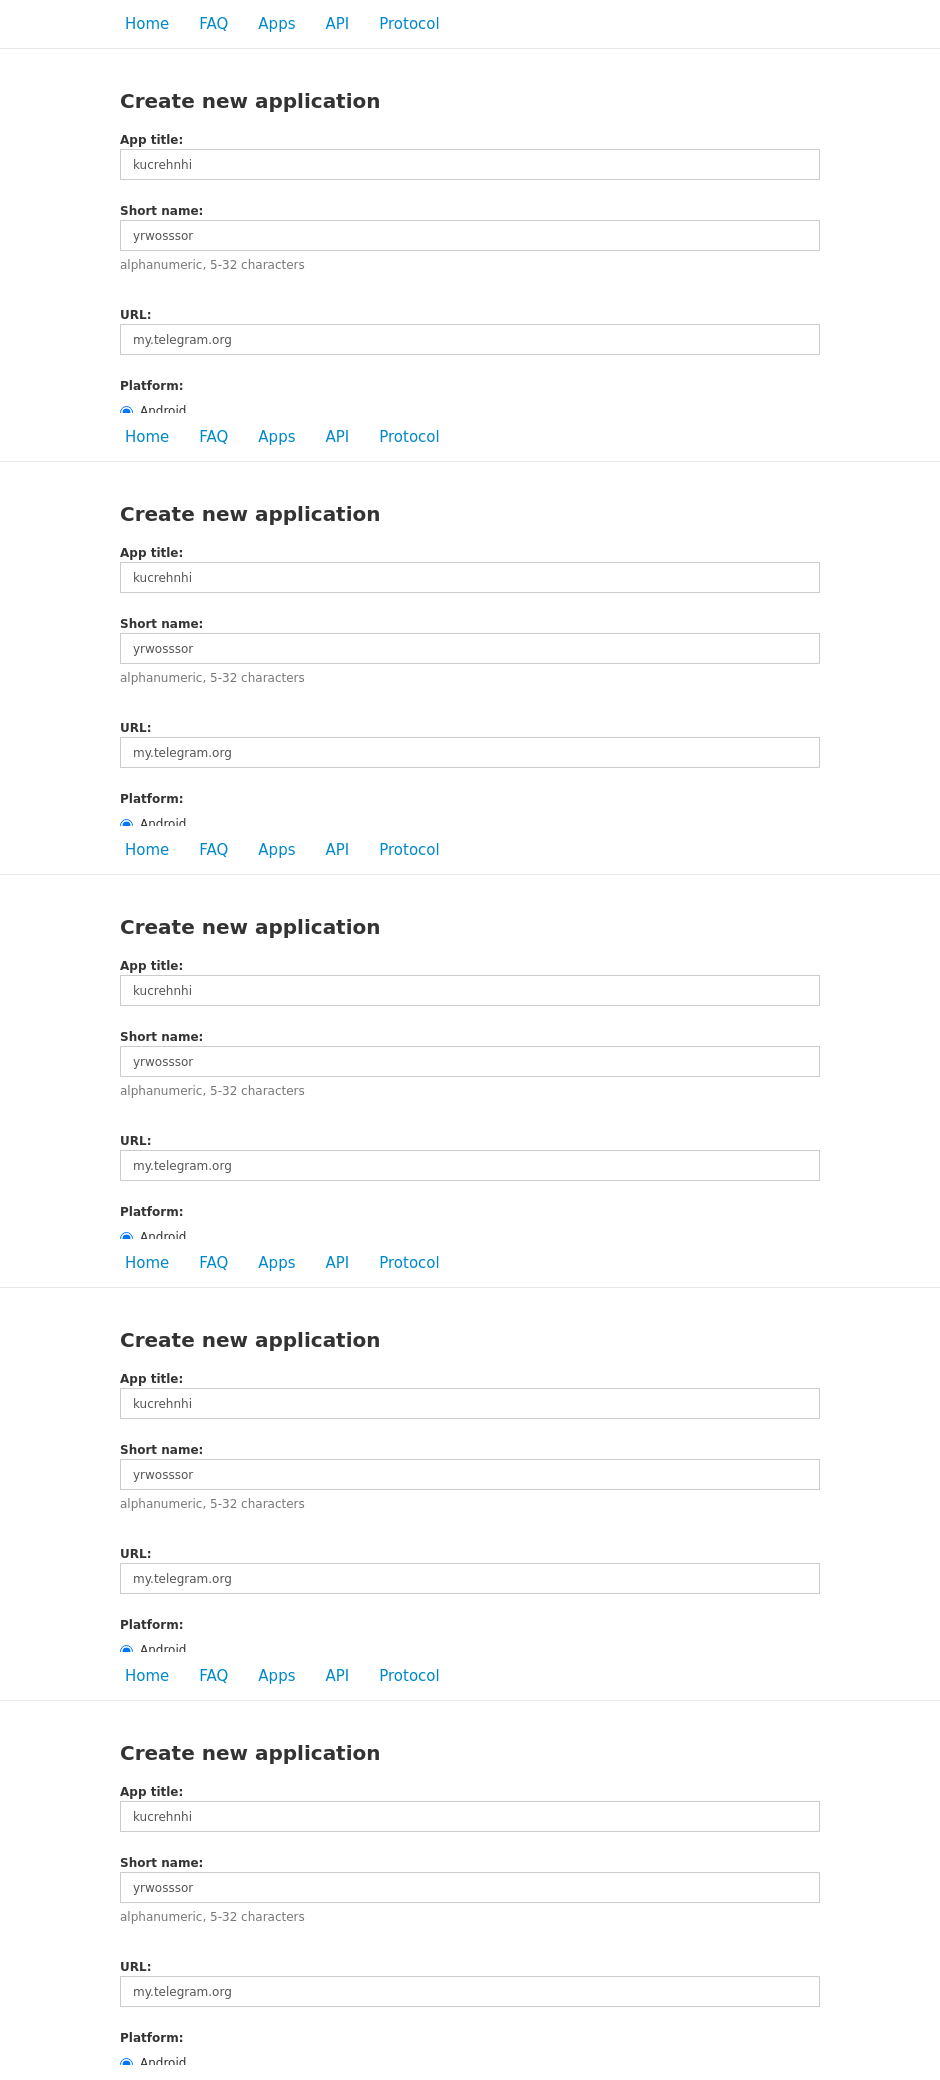 Home FAQ Apps API Protocol
Create new application
App title:
kucrehnhi
Short name:
yrwosssor
alphanumeric, 5-32 characters
URL:
my.telegram.org
Platform:
Android
Home FAQ Apps API Protocol
Create new application
App title:
kucrehnhi
Short name:
yrwosssor
alphanumeric, 5-32 characters
URL:
my.telegram.org
Platform:
Android
Home FAQ Apps API Protocol
Create new application
App title:
kucrehnhi
Short name:
yrwosssor
alphanumeric, 5-32 characters
URL:
my.telegram.org
Platform:
Android
Home FAQ Apps API Protocol
Create new application
App title:
kucrehnhi
Short name:
yrwosssor
alphanumeric, 5-32 characters
URL:
my.telegram.org
Platform:
Android
Home FAQ Apps API Protocol
Create new application
App title:
kucrehnhi
Short name:
yrwosssor
alphanumeric, 5-32 characters
URL:
my.telegram.org
Platform:
Android